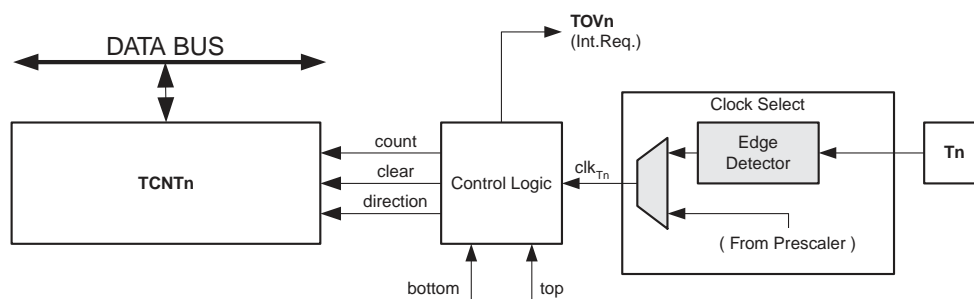 TOVn
(Int.Req.)
DATA BUS
Clock Select
count
Edge
Detector
Tn
TCNTn
clear
Control Logic
clkTn
direction
( From Prescaler )
bottom
top